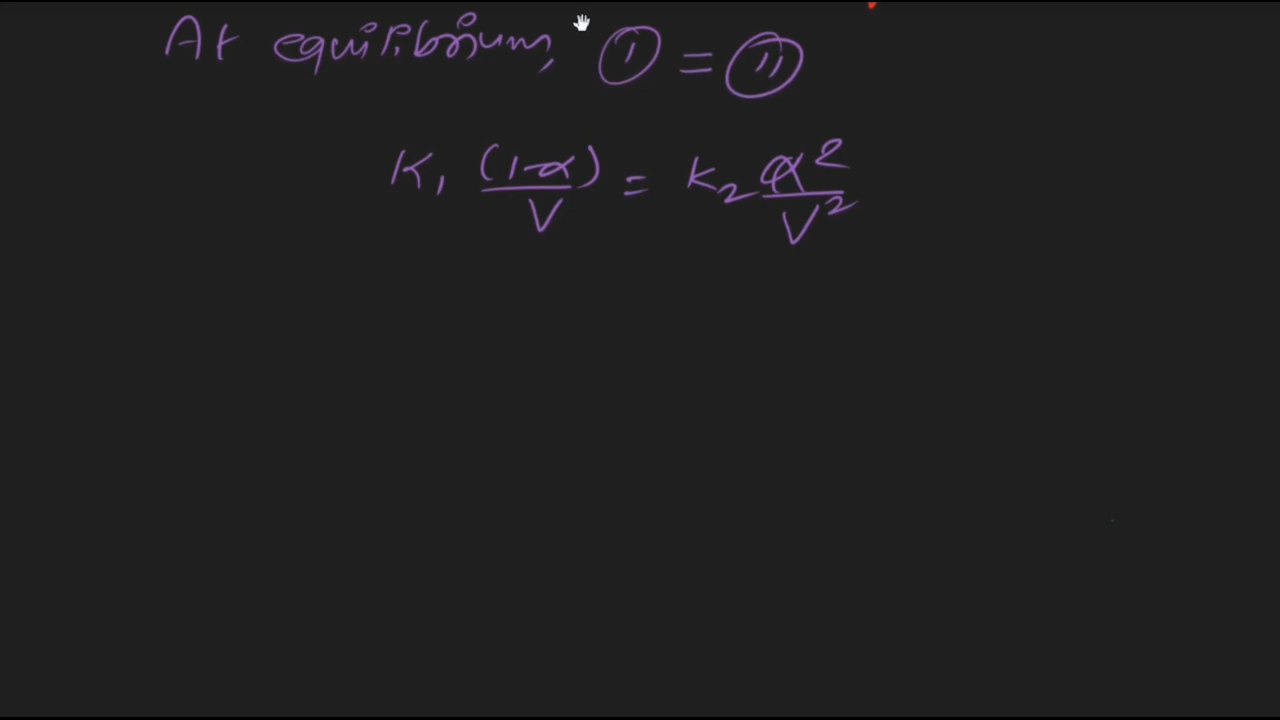 At equilibrium, (I) = (II)
K₁ (1-α)/V = K₂ α²/V²